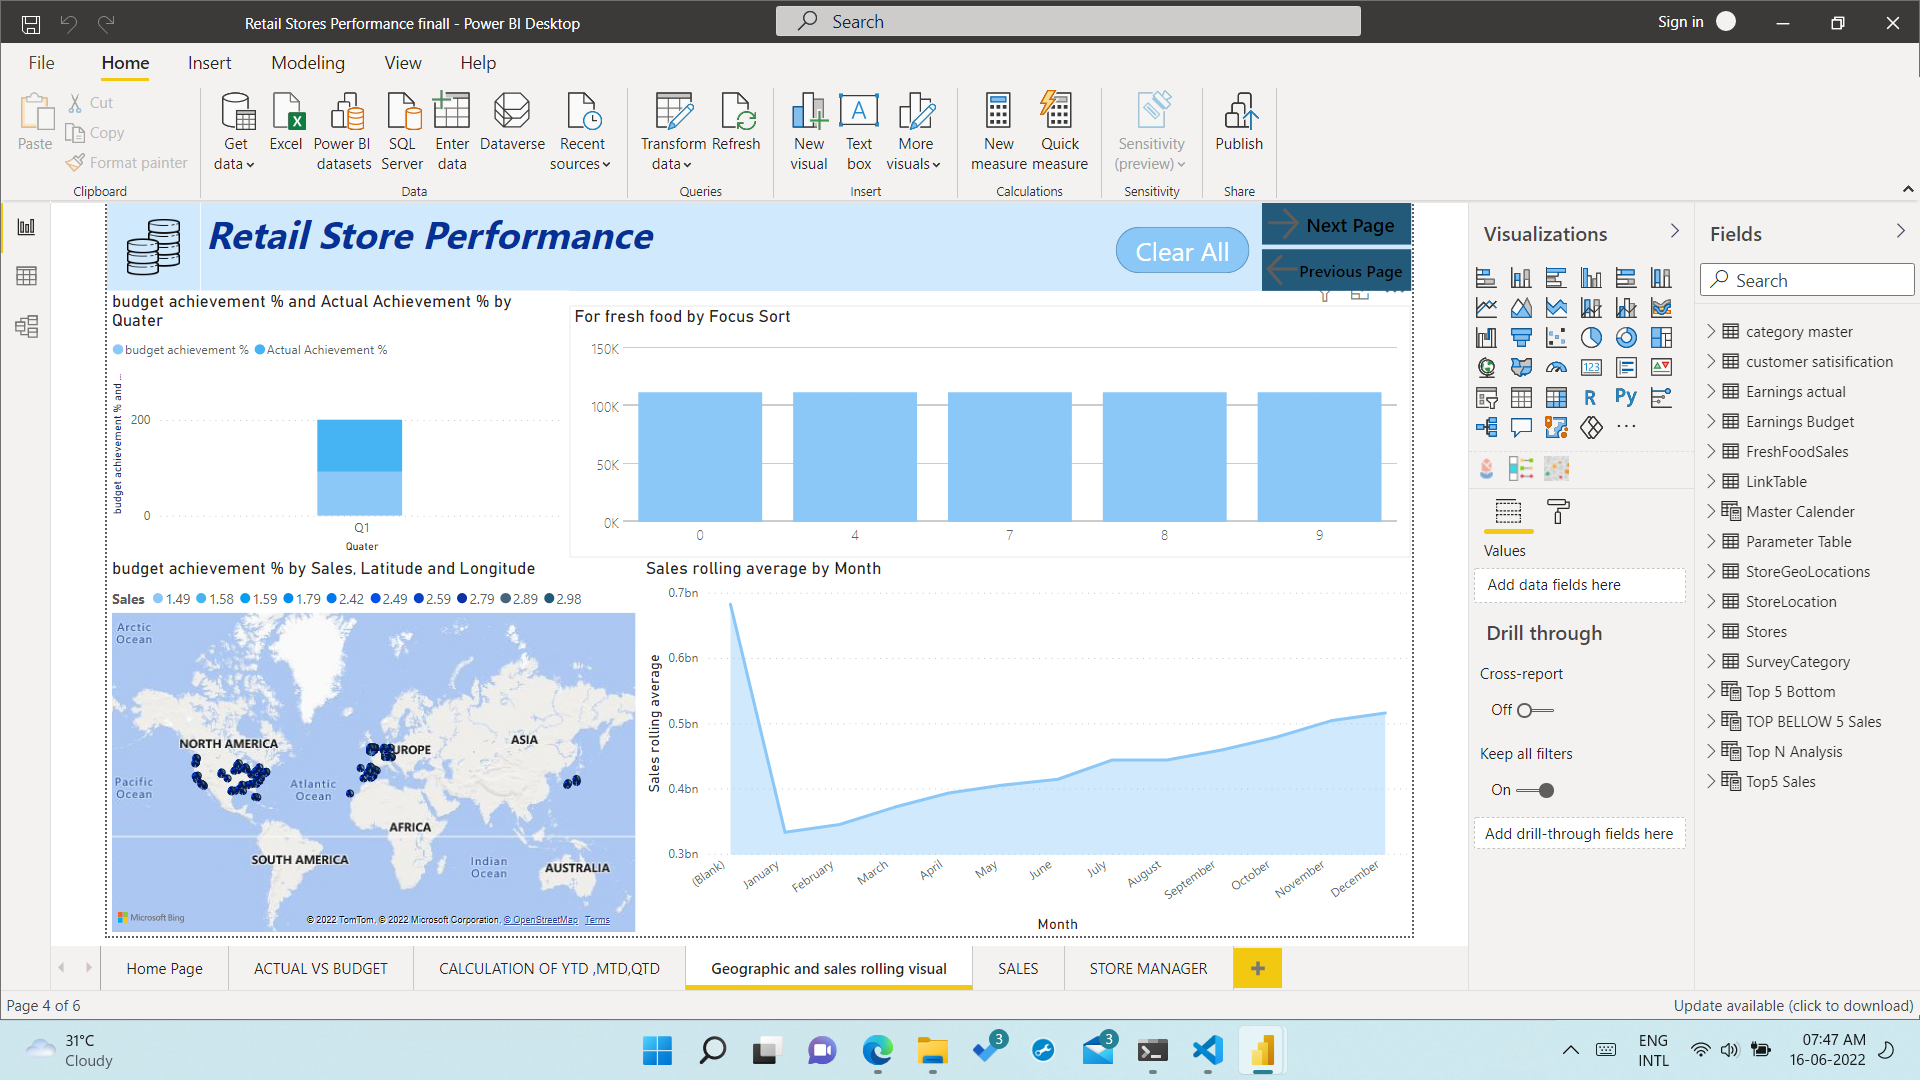 Retail Stores Performance finall - Power BI Desktop
Search
Sign in
File
Home
Insert
Modeling
View
Help
Paste
Cut
Copy
Format painter
Clipboard
Get data
Excel
Power BI datasets
SQL Server
Enter data
Dataverse
Recent sources
Data
Transform data
Refresh
Queries
New visual
Text box
More visuals
Insert
New measure
Quick measure
Calculations
Sensitivity (preview)
Sensitivity
Publish
Share
Retail Store Performance
Clear All
Next Page
Previous Page
budget achievement % and Actual Achievement % by
Quater
budget achievement % Actual Achievement %
budget achievement % and ...
200
0
Q1
Quater
For fresh food by Focus Sort
150K
100K
50K
0K
0 4 7 8 9
budget achievement % by Sales, Latitude and Longitude
Sales 1.49 1.58 1.59 1.79 2.42 2.49 2.59 2.79 2.89 2.98
Arctic
Ocean
NORTH AMERICA
UROPE
ASIA
Pacific
Ocean
Atlantic
Ocean
AFRICA
SOUTH AMERICA
Indian
Ocean
AUSTRALIA
Microsoft Bing
© 2022 TomTom, © 2022 Microsoft Corporation, © OpenStreetMap Terms
Sales rolling average by Month
Sales rolling average
0.7bn
0.6bn
0.5bn
0.4bn
0.3bn
(Blank) January February March April May June July August September October November December
Month
Visualizations
123
R
Py
Values
Add data fields here
Drill through
Cross-report
Off
Keep all filters
On
Add drill-through fields here
Fields
Search
category master
customer satisification
Earnings actual
Earnings Budget
FreshFoodSales
LinkTable
Master Calender
Parameter Table
StoreGeoLocations
StoreLocation
Stores
SurveyCategory
Top 5 Bottom
TOP BELLOW 5 Sales
Top N Analysis
Top5 Sales
Home Page
ACTUAL VS BUDGET
CALCULATION OF YTD ,MTD,QTD
Geographic and sales rolling visual
SALES
STORE MANAGER
Page 4 of 6
Update available (click to download)
31°C
Cloudy
3
3
ENG
INTL
07:47 AM
16-06-2022